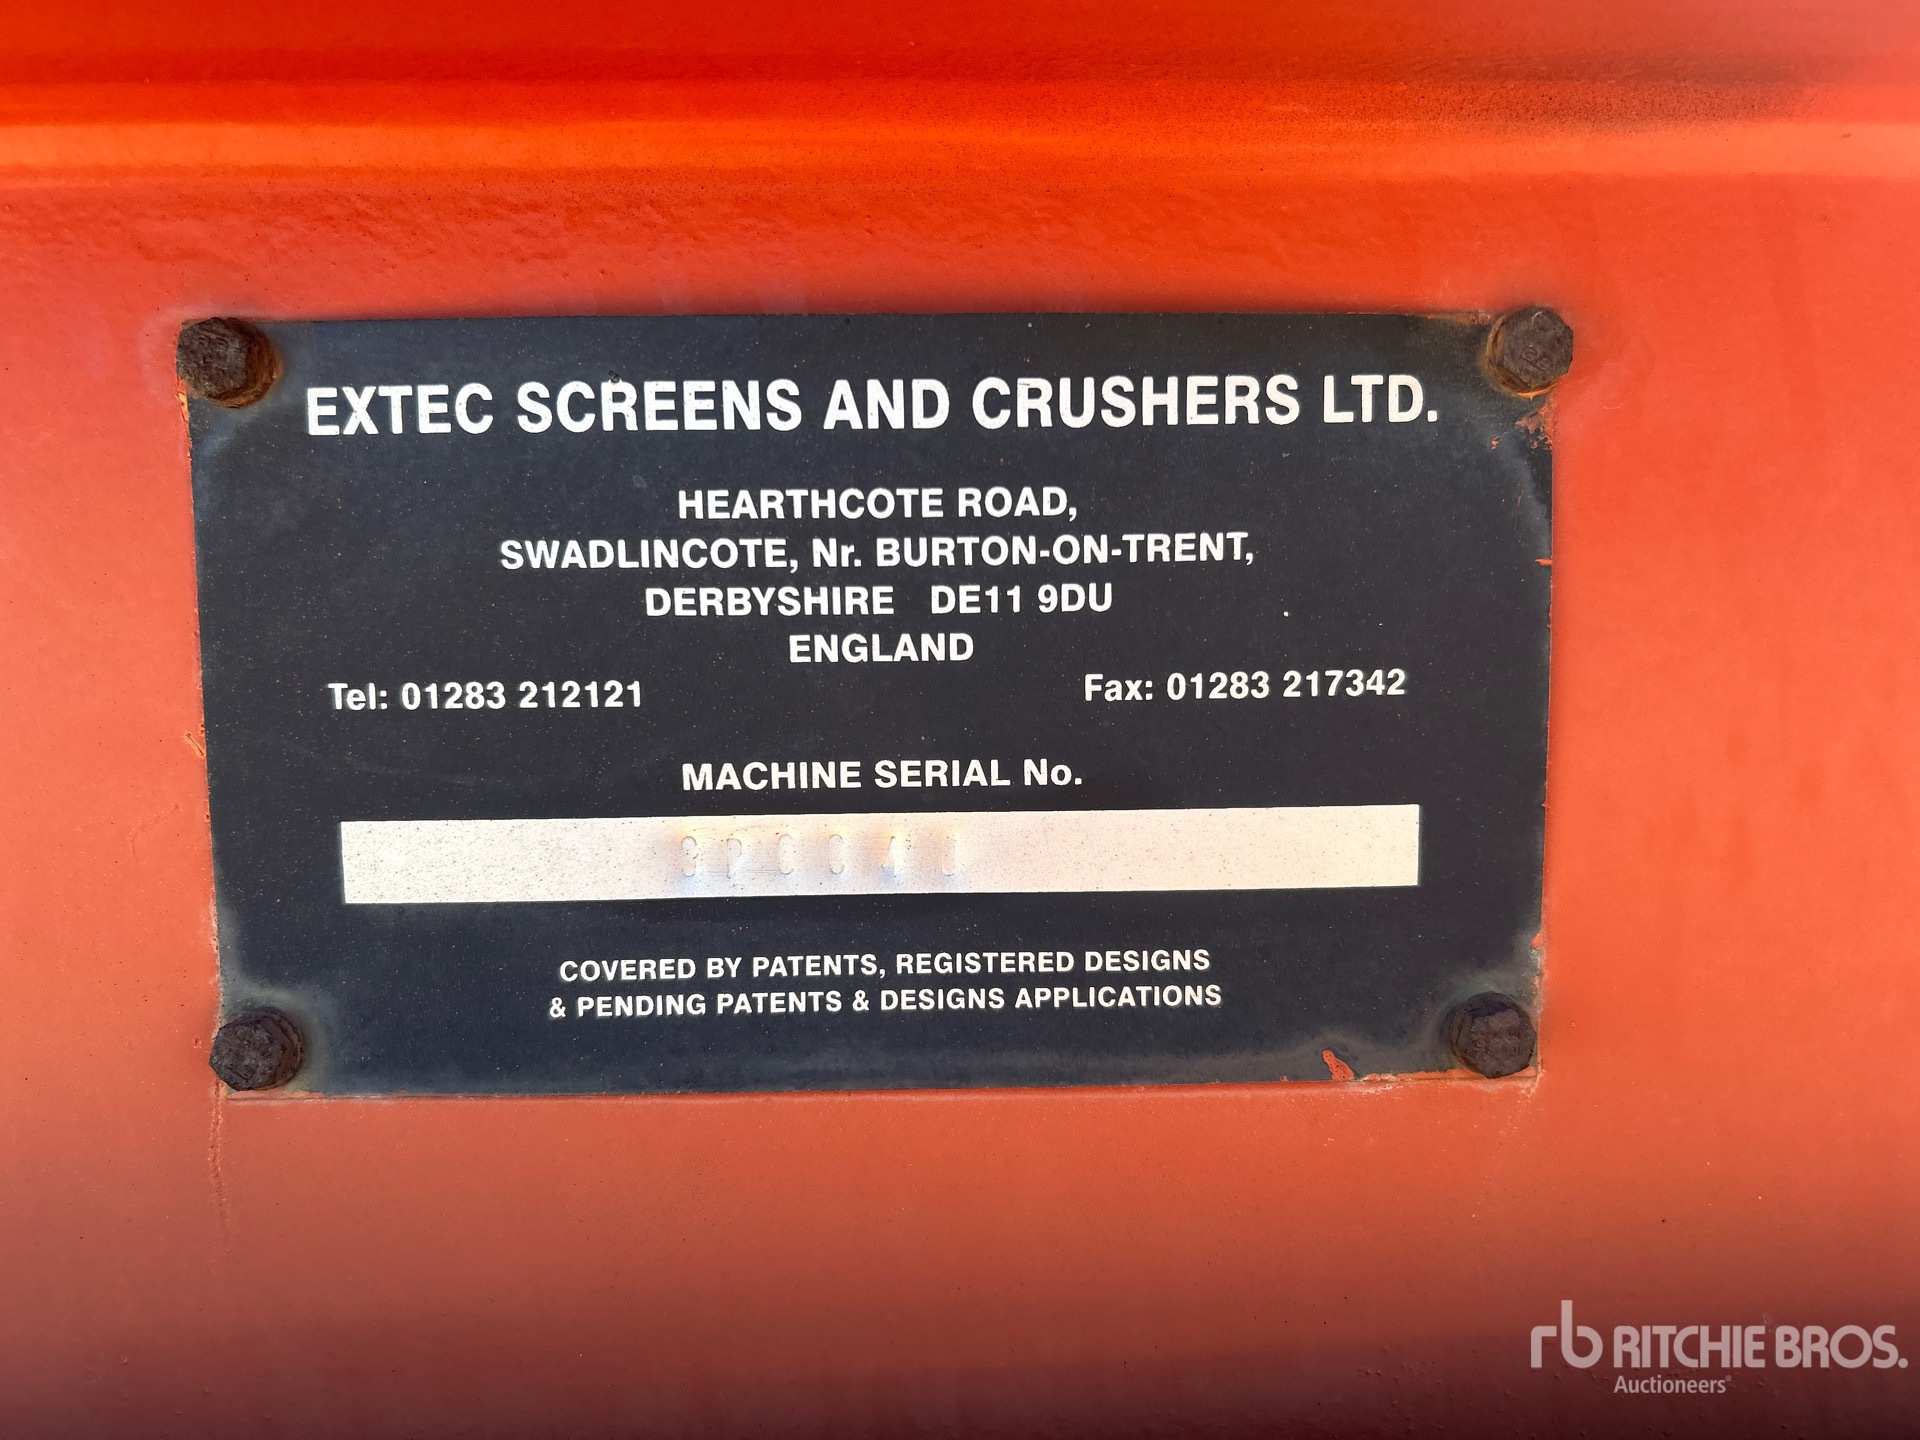 EXTEC SCREENS AND CRUSHERS LTD.
HEARTHCOTE ROAD,
SWADLINCOTE, Nr. BURTON-ON-TRENT,
DERBYSHIRE DE11 9DU
ENGLAND
Tel: 01283 212121 Fax: 01283 217342
MACHINE SERIAL No.
COVERED BY PATENTS, REGISTERED DESIGNS
& PENDING PATENTS & DESIGNS APPLICATIONS
rb RITCHIE BROS.
Auctioneers®